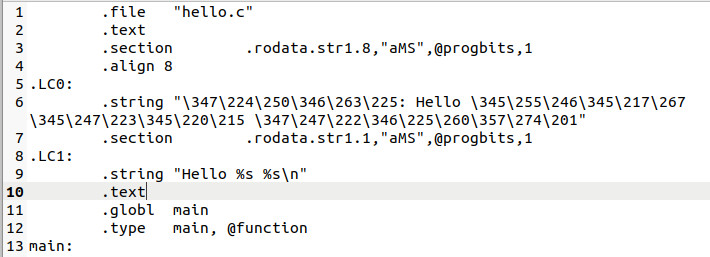 1 .file "hello.c"
2 .text
3 .section .rodata.str1.8,"aMS",@progbits,1
4 .align 8
5 .LC0:
6 .string "\347\224\250\346\263\225: Hello \345\255\246\345\217\267
\345\247\223\345\220\215 \347\247\222\346\225\260\357\274\201"
7 .section .rodata.str1.1,"aMS",@progbits,1
8 .LC1:
9 .string "Hello %s %s\n"
10 .text
11 .globl main
12 .type main, @function
13 main: